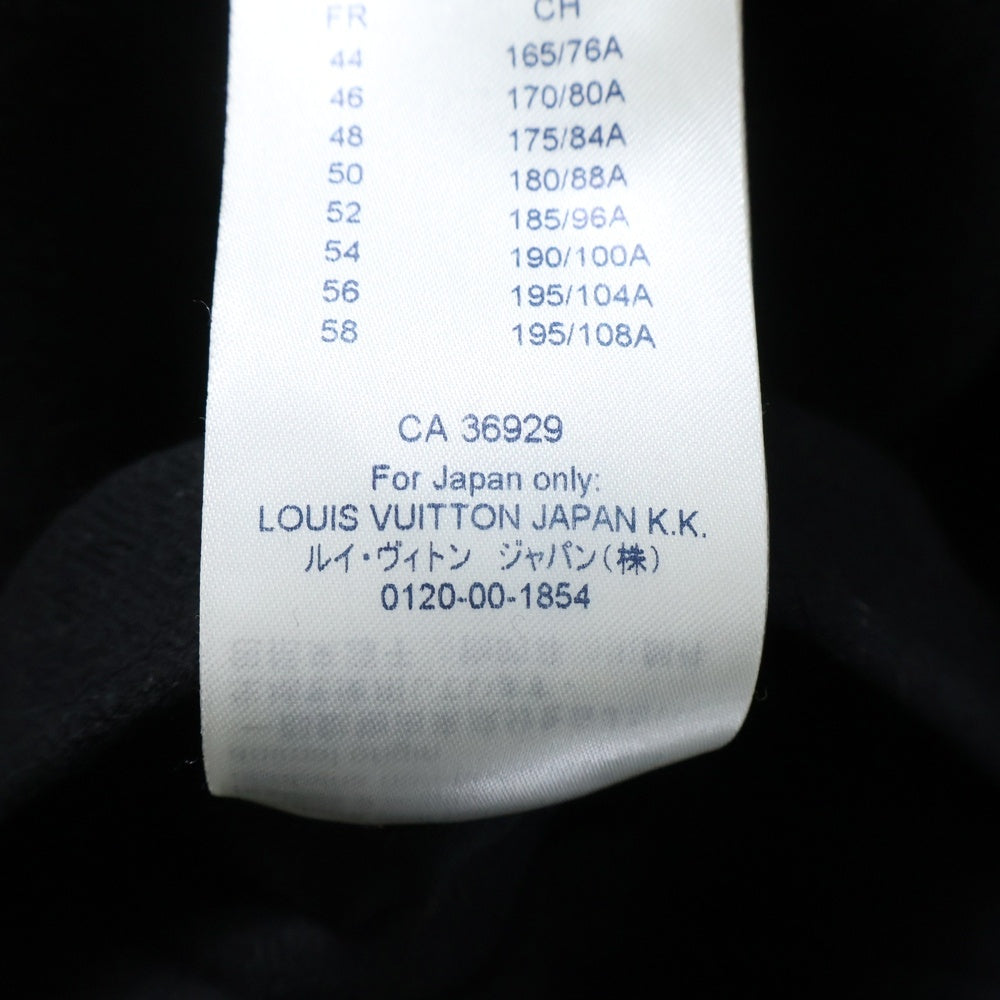 FR CH
44 165/76A
46 170/80A
48 175/84A
50 180/88A
52 185/96A
54 190/100A
56 195/104A
58 195/108A
CA 36929
For Japan only:
LOUIS VUITTON JAPAN K.K.
ルイ・ヴィトン ジャパン(株)
0120-00-1854